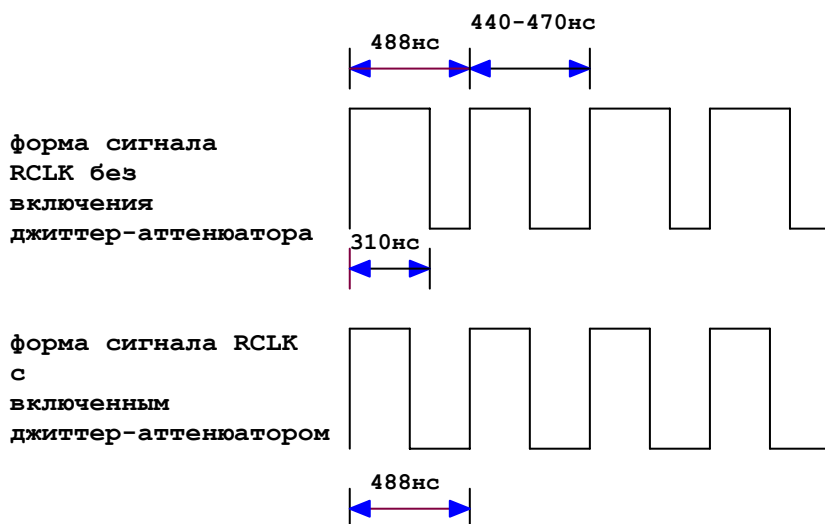 440-470нс
488нс
форма сигнала
RCLK без
включения
джиттер-аттенюатора
310нс
форма сигнала RCLK
с
включенным
джиттер-аттенюатором
488нс